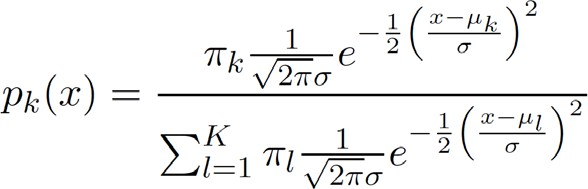 p_k(x) = \frac{\pi_k \frac{1}{\sqrt{2\pi}\sigma} e^{-\frac{1}{2}\left(\frac{x-\mu_k}{\sigma}\right)^2}}{\sum_{l=1}^{K} \pi_l \frac{1}{\sqrt{2\pi}\sigma} e^{-\frac{1}{2}\left(\frac{x-\mu_l}{\sigma}\right)^2}}